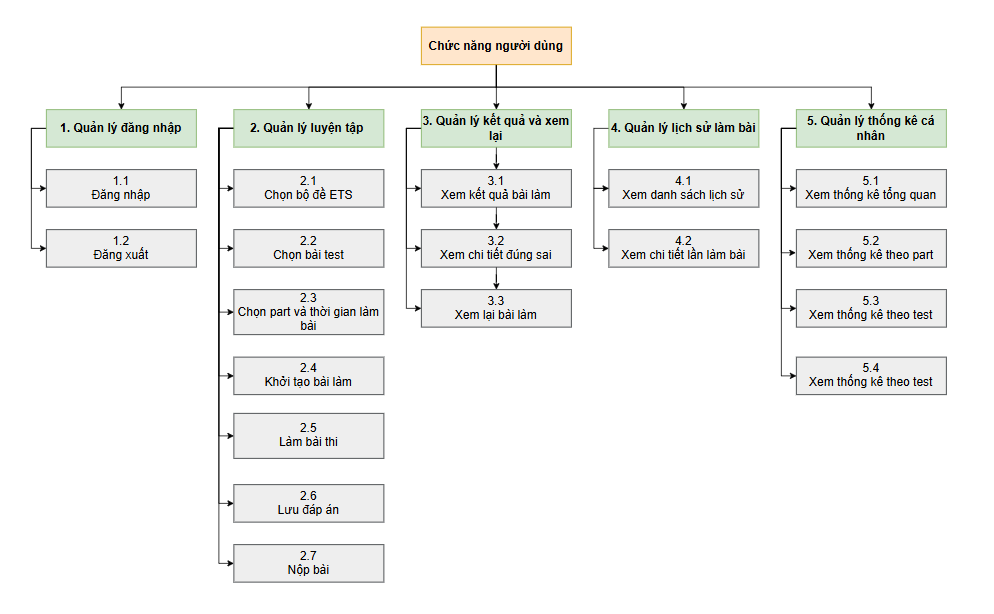 Chức năng người dùng
1. Quản lý đăng nhập
1.1
Đăng nhập
1.2
Đăng xuất
2. Quản lý luyện tập
2.1
Chọn bộ đề ETS
2.2
Chọn bài test
2.3
Chọn part và thời gian làm
bài
2.4
Khởi tạo bài làm
2.5
Làm bài thi
2.6
Lưu đáp án
2.7
Nộp bài
3. Quản lý kết quả và xem
lại
3.1
Xem kết quả bài làm
3.2
Xem chi tiết đúng sai
3.3
Xem lại bài làm
4. Quản lý lịch sử làm bài
4.1
Xem danh sách lịch sử
4.2
Xem chi tiết lần làm bài
5. Quản lý thống kê cá
nhân
5.1
Xem thống kê tổng quan
5.2
Xem thống kê theo part
5.3
Xem thống kê theo test
5.4
Xem thống kê theo test